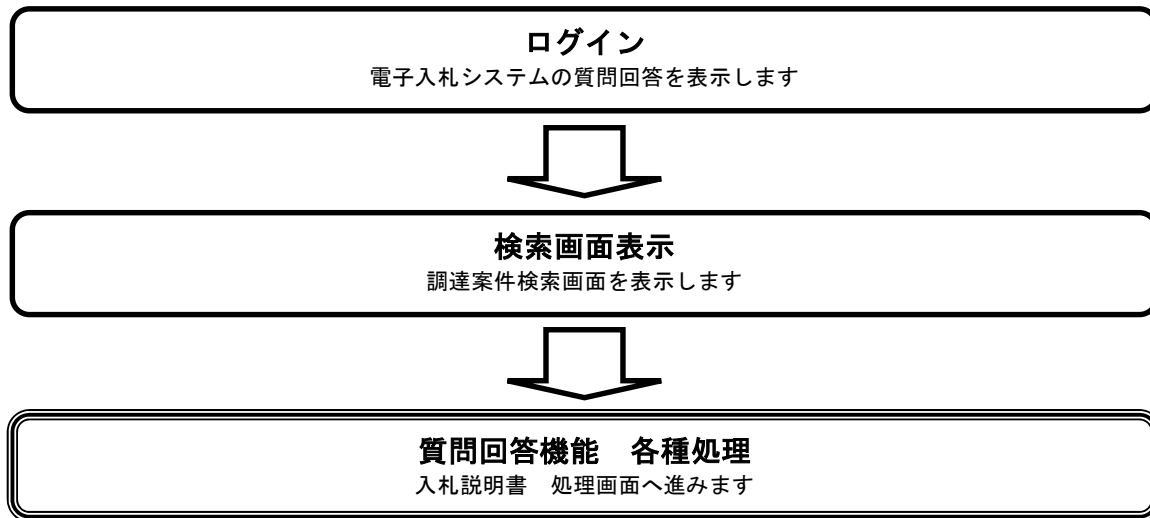 ログイン
電子入札システムの質問回答を表示します
検索画面表示
調達案件検索画面を表示します
質問回答機能　各種処理
入札説明書　処理画面へ進みます